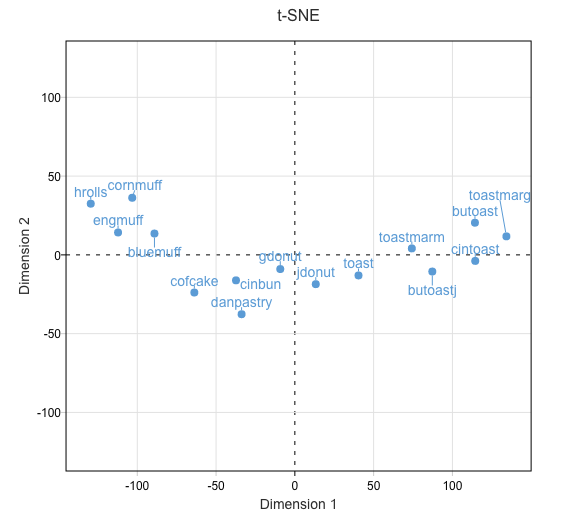 t-SNE
100
50
0
-50
-100
Dimension 2
hrolls
cornmuff
engmuff
bluemuff
cofcake
cinbun
danpastry
gdonut
jdonut
toast
toastmarm
butoastj
toastmarg
butoast
cintoast
-100
-50
0
50
100
Dimension 1